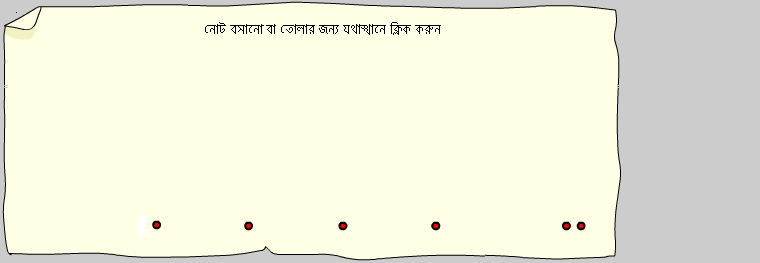 নোট বসানো বা তোলার জন্য যথাস্থানে ক্লিক করুন